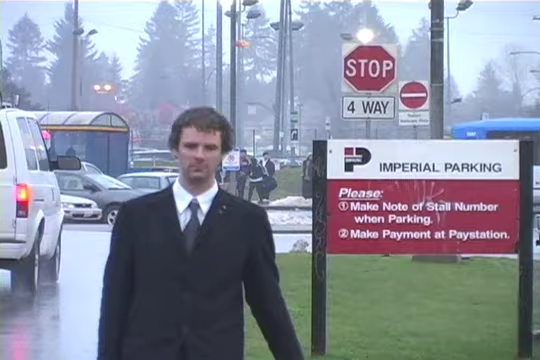 STOP
4 WAY
P IMPERIAL PARKING
Please:
① Make Note of Stall Number
when Parking.
② Make Payment at Paystation.